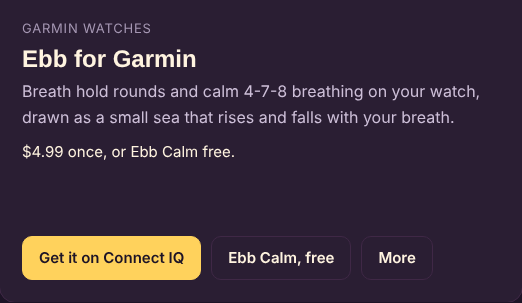 GARMIN WATCHES
Ebb for Garmin
Breath hold rounds and calm 4-7-8 breathing on your watch,
drawn as a small sea that rises and falls with your breath.
$4.99 once, or Ebb Calm free.
Get it on Connect IQ
Ebb Calm, free
More